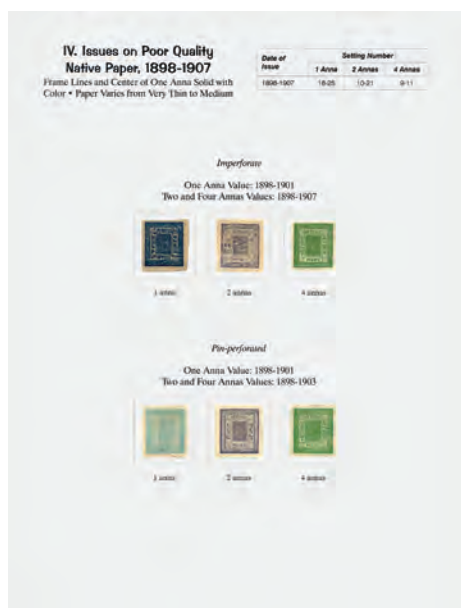 IV. Issues on Poor Quality
Native Paper, 1898-1907
Frame Lines and Center of One Anna Solid with
Color • Paper Varies from Very Thin to Medium
Date of Issue
Setting Number
1 Anna 2 Annas 4 Annas
1898-1907 16-25 10-21 9-11
Imperforate
One Anna Value: 1898-1901
Two and Four Annas Values: 1898-1907
1 anna 2 annas 4 annas
Pin-perforated
One Anna Value: 1898-1901
Two and Four Annas Values: 1898-1903
1 anna 2 annas 4 annas